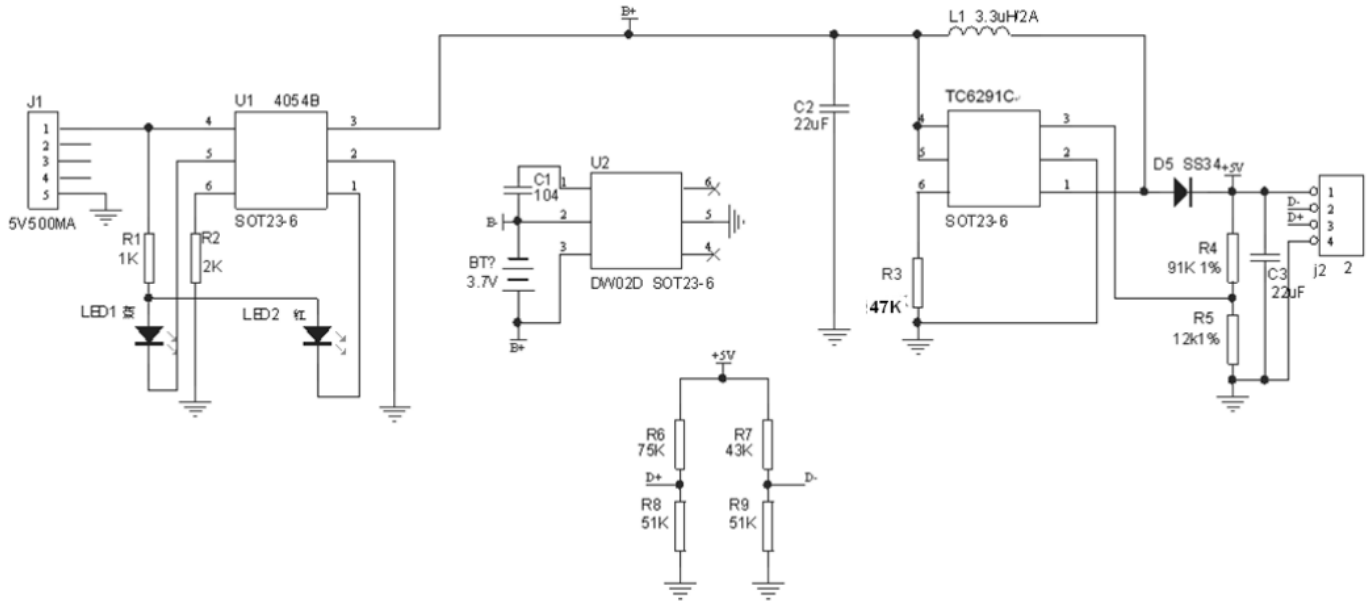 B+
L1 3.3uH/2A
J1
1
2
3
4
5
5V500MA
U1 4054B
4
5
6
3
2
1
SOT23-6
R1
1K
R2
2K
LED1
LED2 红
C1
104
B-
BT?
3.7V
B+
U2
1
2
3
6
5
4
DW02D SOT23-6
C2
22uF
TC6291C
4
5
6
3
2
1
SOT23-6
R3
47K
D5 SS34
+5V
R4
91K 1%
R5
12k1%
C3
22uF
D-
D+
1
2
3
4
j2 2
+5V
R6
75K
R7
43K
D+
D-
R8
51K
R9
51K